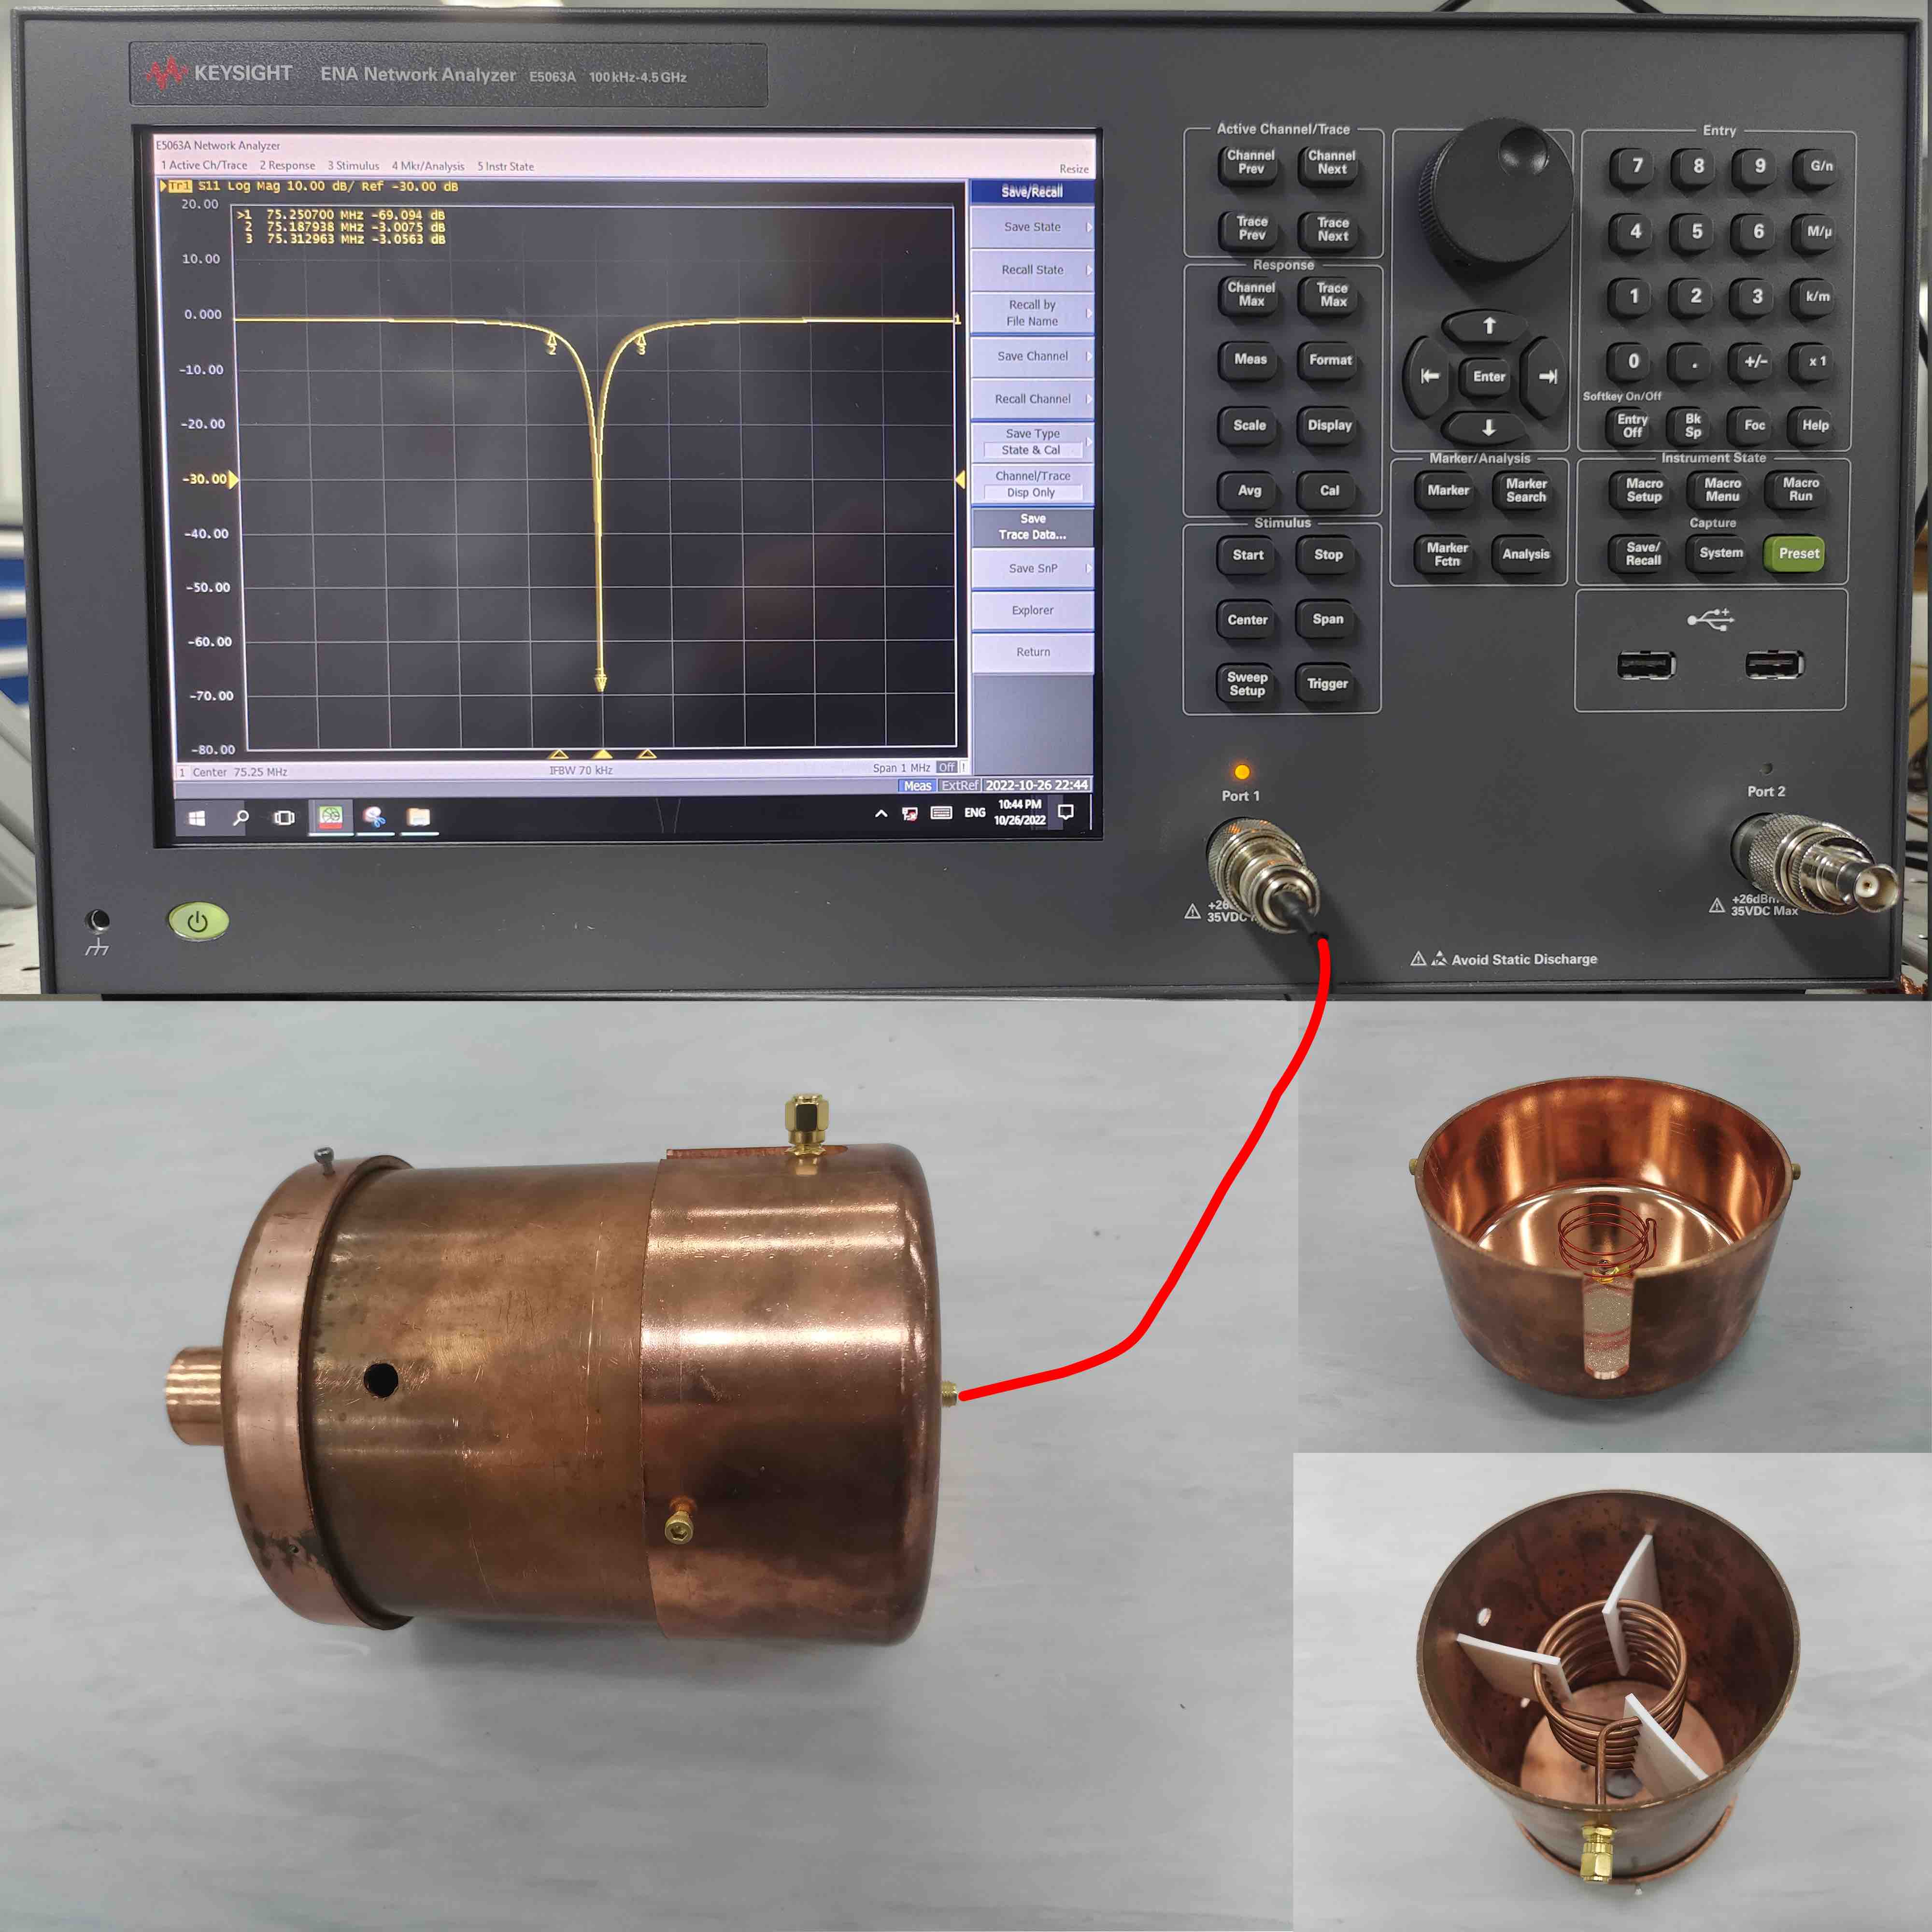 KEYSIGHT ENA Network Analyzer E5063A 100 kHz-4.5 GHz
E5063A Network Analyzer
1 Active Ch/Trace 2 Response 3 Stimulus 4 Mkr/Analysis 5 Instr State
Resize
Tr1 S11 Log Mag 10.00 dB/ Ref -30.00 dB
>1 75.250700 MHz -69.094 dB
2 75.187938 MHz -3.0075 dB
3 75.312963 MHz -3.0563 dB
20.00
10.00
0.000
-10.00
-20.00
-30.00
-40.00
-50.00
-60.00
-70.00
-80.00
2
3
1
1 Center 75.25 MHz
IFBW 70 kHz
Span 1 MHz Off !
Meas ExtRef 2022-10-26 22:44
ENG
10:44 PM
10/26/2022
Save/Recall
Save State
Recall State
Recall by
File Name
Save Channel
Recall Channel
Save Type
State & Cal
Channel/Trace
Disp Only
Save
Trace Data...
Save SnP
Explorer
Return
Active Channel/Trace
Channel Prev
Channel Next
Trace Prev
Trace Next
Response
Channel Max
Trace Max
Meas
Format
Scale
Display
Avg
Cal
Stimulus
Start
Stop
Center
Span
Sweep Setup
Trigger
Enter
Marker/Analysis
Marker
Marker Search
Marker Fctn
Analysis
Entry
7 8 9 G/n
4 5 6 M/µ
1 2 3 k/m
0 . +/- x 1
Softkey On/Off
Entry Off
Bk Sp
Foc
Help
Instrument State
Macro Setup
Macro Menu
Macro Run
Capture
Save/ Recall
System
Preset
Port 1
Port 2
35VDC
+26dBm
35VDC Max
Avoid Static Discharge